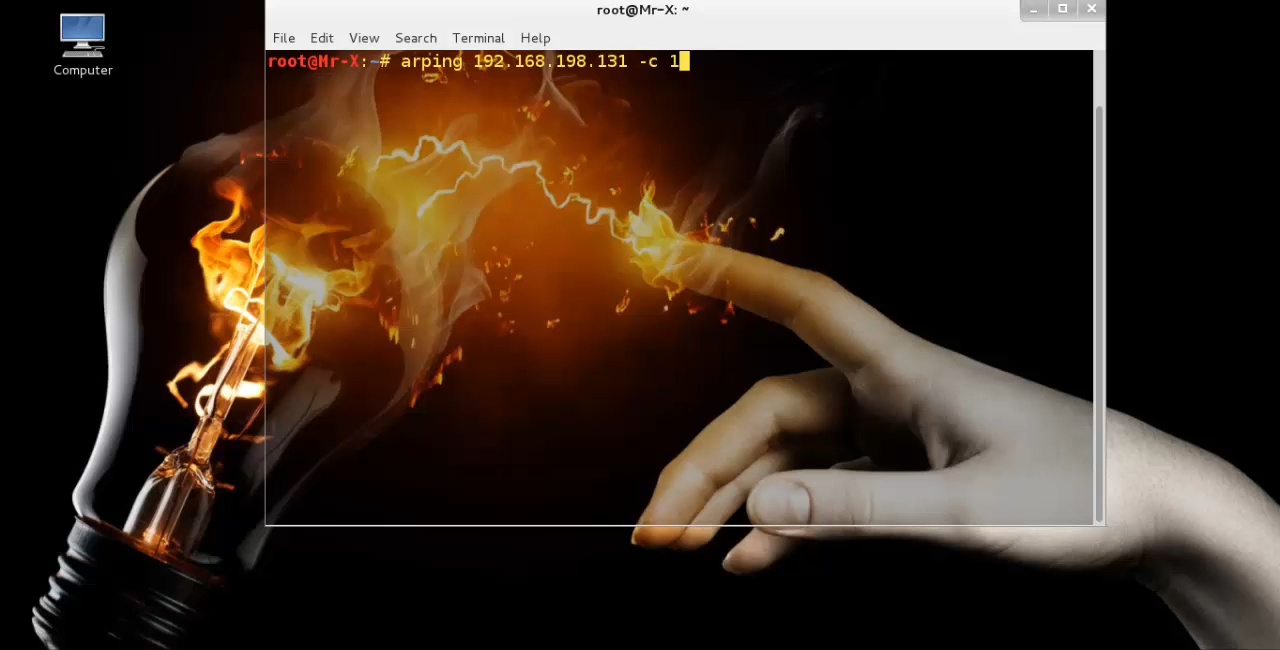 root@Mr-X: ~
Computer
File Edit View Search Terminal Help
root@Mr-X:~# arping 192.168.198.131 -c 1